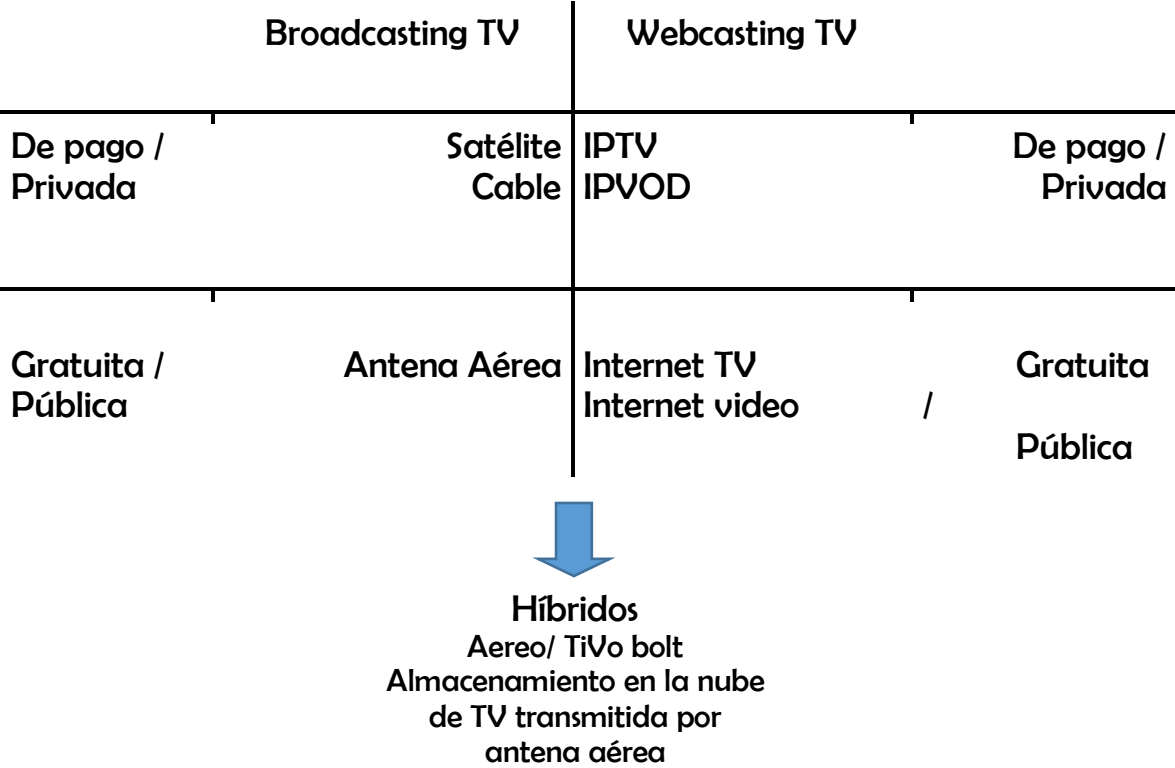 Broadcasting TV Webcasting TV
De pago / Satélite IPTV De pago /
Privada Cable IPVOD Privada
Gratuita / Antena Aérea Internet TV Gratuita
Pública Internet video /
Pública
Híbridos
Aereo/ TiVo bolt
Almacenamiento en la nube
de TV transmitida por
antena aérea